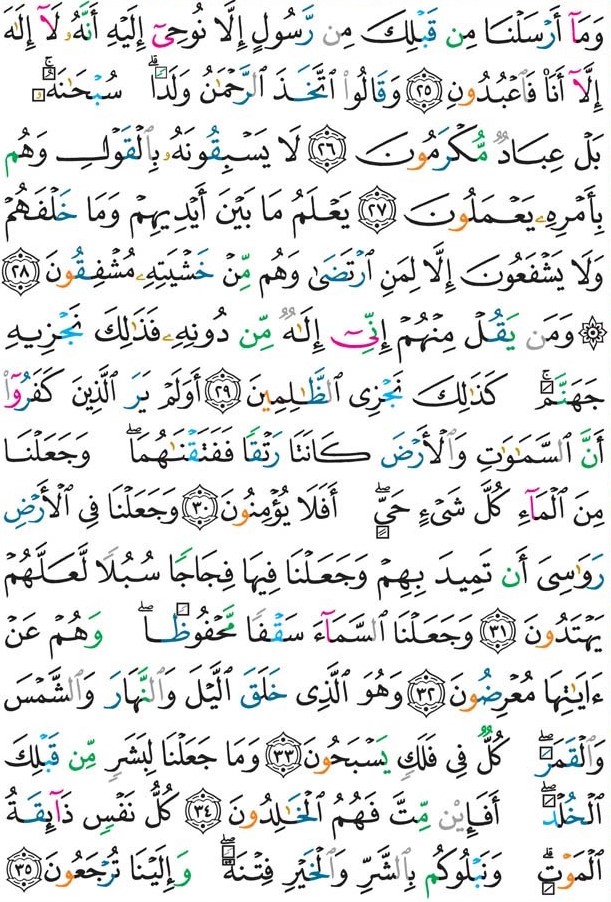 وَمَآ أَرْسَلْنَا مِن قَبْلِكَ مِن رَّسُولٍ إِلَّا نُوحِىٓ إِلَيْهِ أَنَّهُۥ لَآ إِلَٰهَ
إِلَّآ أَنَا۠ فَٱعْبُدُونِ ٢٥ وَقَالُوا۟ ٱتَّخَذَ ٱلرَّحْمَٰنُ وَلَدًۭا ۗ سُبْحَٰنَهُۥ ۚ
بَلْ عِبَادٌۭ مُّكْرَمُونَ ٢٦ لَا يَسْبِقُونَهُۥ بِٱلْقَوْلِ وَهُم
بِأَمْرِهِۦ يَعْمَلُونَ ٢٧ يَعْلَمُ مَا بَيْنَ أَيْدِيهِمْ وَمَا خَلْفَهُمْ
وَلَا يَشْفَعُونَ إِلَّا لِمَنِ ٱرْتَضَىٰ وَهُم مِّنْ خَشْيَتِهِۦ مُشْفِقُونَ ٢٨
۞ وَمَن يَقُلْ مِنْهُمْ إِنِّىٓ إِلَٰهٌۭ مِّن دُونِهِۦ فَذَٰلِكَ نَجْزِيهِ
جَهَنَّمَ ۚ كَذَٰلِكَ نَجْزِى ٱلظَّٰلِمِينَ ٢٩ أَوَلَمْ يَرَ ٱلَّذِينَ كَفَرُوٓا۟
أَنَّ ٱلسَّمَٰوَٰتِ وَٱلْأَرْضَ كَانَتَا رَتْقًۭا فَفَتَقْنَٰهُمَا ۖ وَجَعَلْنَا
مِنَ ٱلْمَآءِ كُلَّ شَىْءٍ حَىٍّ ۖ أَفَلَا يُؤْمِنُونَ ٣٠ وَجَعَلْنَا فِى ٱلْأَرْضِ
رَوَٰسِىَ أَن تَمِيدَ بِهِمْ وَجَعَلْنَا فِيهَا فِجَاجًۭا سُبُلًۭا لَّعَلَّهُمْ
يَهْتَدُونَ ٣١ وَجَعَلْنَا ٱلسَّمَآءَ سَقْفًۭا مَّحْفُوظًۭا ۖ وَهُمْ عَنْ
ءَايَٰتِهَا مُعْرِضُونَ ٣٢ وَهُوَ ٱلَّذِى خَلَقَ ٱلَّيْلَ وَٱلنَّهَارَ وَٱلشَّمْسَ
وَٱلْقَمَرَ ۖ كُلٌّۭ فِى فَلَكٍۢ يَسْبَحُونَ ٣٣ وَمَا جَعَلْنَا لِبَشَرٍۢ مِّن قَبْلِكَ
ٱلْخُلْدَ ۖ أَفَإِي۟ن مِّتَّ فَهُمُ ٱلْخَٰلِدُونَ ٣٤ كُلُّ نَفْسٍۢ ذَآئِقَةُ
ٱلْمَوْتِ ۗ وَنَبْلُوكُم بِٱلشَّرِّ وَٱلْخَيْرِ فِتْنَةًۭ ۖ وَإِلَيْنَا تُرْجَعُونَ ٣٥